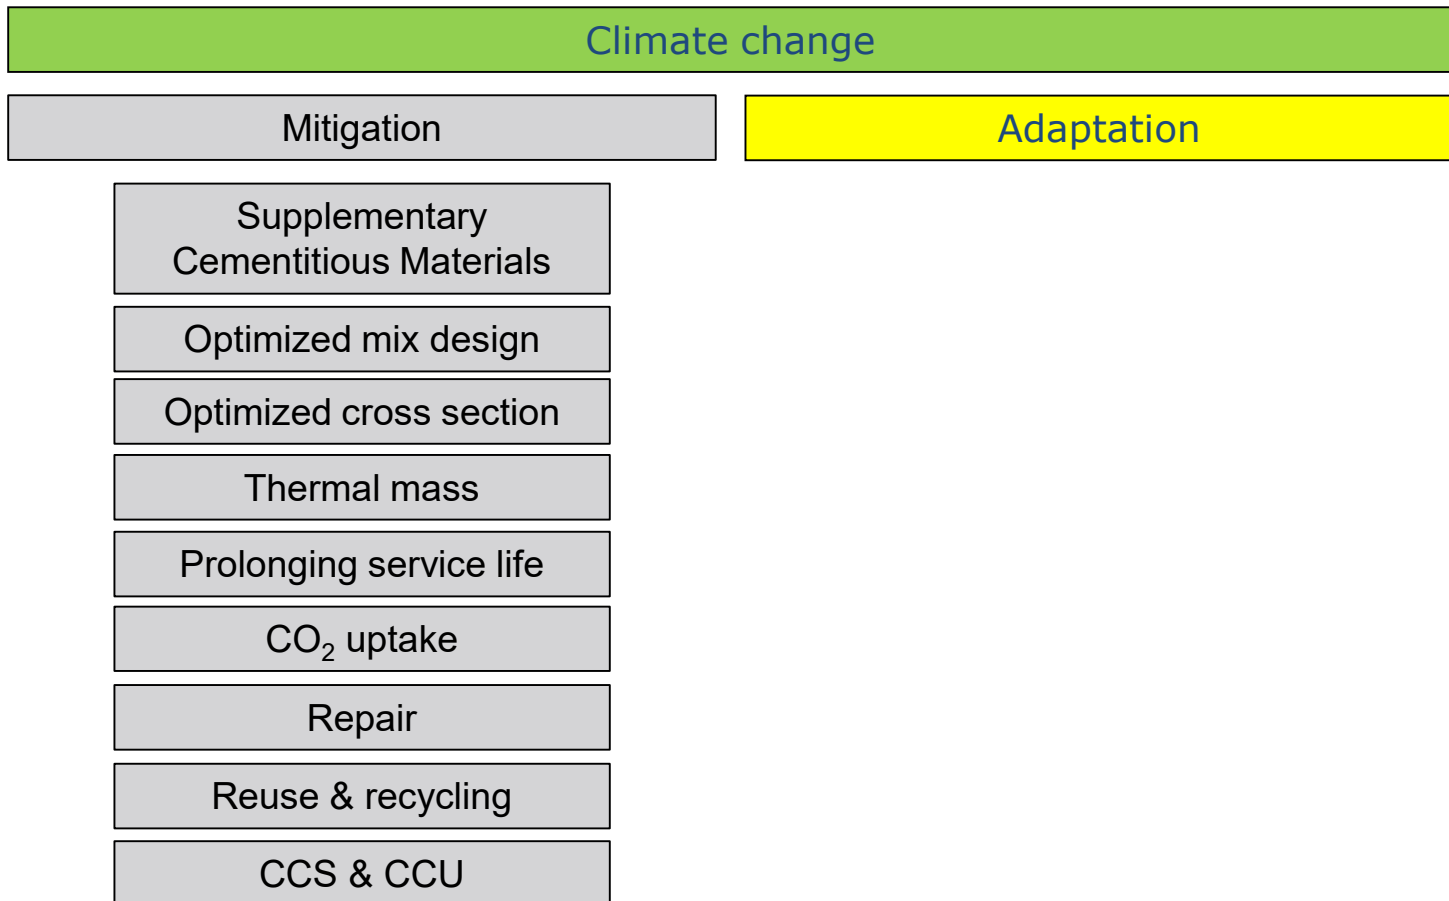 Climate change
Mitigation
Adaptation
Supplementary
Cementitious Materials
Optimized mix design
Optimized cross section
Thermal mass
Prolonging service life
CO₂ uptake
Repair
Reuse & recycling
CCS & CCU